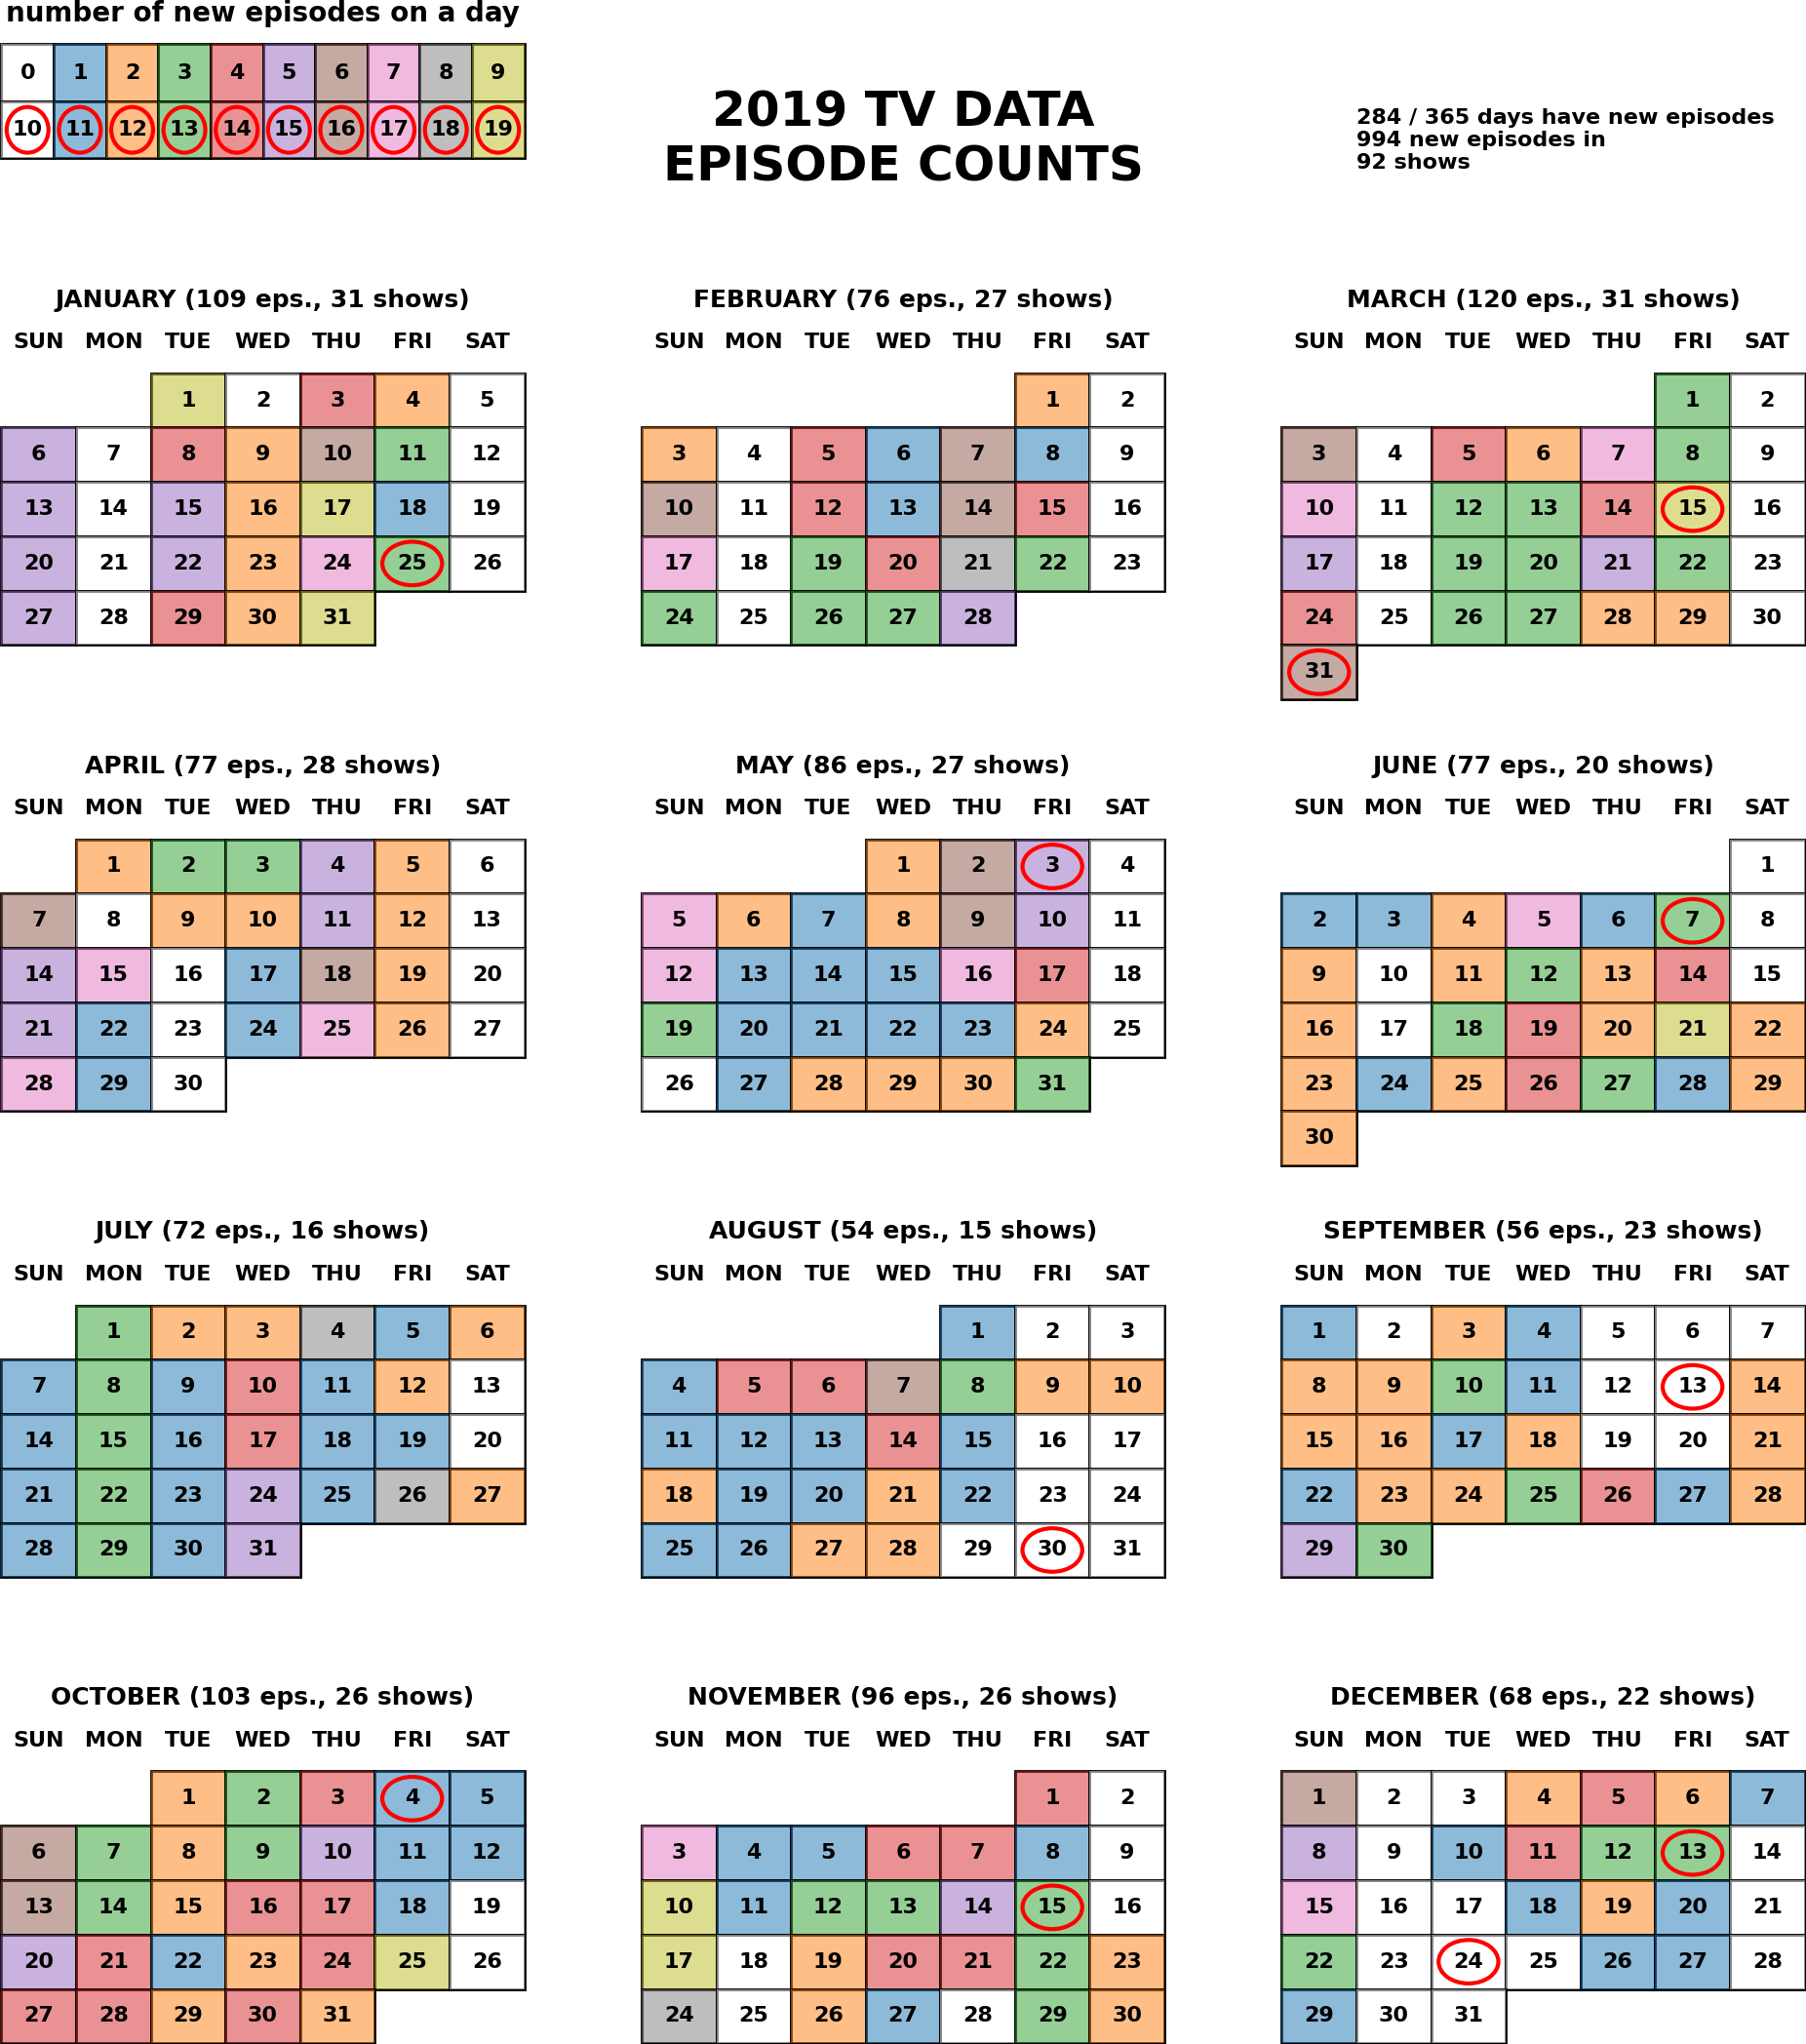 number of new episodes on a day
0 1 2 3 4 5 6 7 8 9
10 11 12 13 14 15 16 17 18 19
2019 TV DATA
EPISODE COUNTS
284 / 365 days have new episodes
994 new episodes in
92 shows
JANUARY (109 eps., 31 shows)
SUN MON TUE WED THU FRI SAT
1 2 3 4 5
6 7 8 9 10 11 12
13 14 15 16 17 18 19
20 21 22 23 24 25 26
27 28 29 30 31
FEBRUARY (76 eps., 27 shows)
SUN MON TUE WED THU FRI SAT
1 2
3 4 5 6 7 8 9
10 11 12 13 14 15 16
17 18 19 20 21 22 23
24 25 26 27 28
MARCH (120 eps., 31 shows)
SUN MON TUE WED THU FRI SAT
1 2
3 4 5 6 7 8 9
10 11 12 13 14 15 16
17 18 19 20 21 22 23
24 25 26 27 28 29 30
31
APRIL (77 eps., 28 shows)
SUN MON TUE WED THU FRI SAT
1 2 3 4 5 6
7 8 9 10 11 12 13
14 15 16 17 18 19 20
21 22 23 24 25 26 27
28 29 30
MAY (86 eps., 27 shows)
SUN MON TUE WED THU FRI SAT
1 2 3 4
5 6 7 8 9 10 11
12 13 14 15 16 17 18
19 20 21 22 23 24 25
26 27 28 29 30 31
JUNE (77 eps., 20 shows)
SUN MON TUE WED THU FRI SAT
1
2 3 4 5 6 7 8
9 10 11 12 13 14 15
16 17 18 19 20 21 22
23 24 25 26 27 28 29
30
JULY (72 eps., 16 shows)
SUN MON TUE WED THU FRI SAT
1 2 3 4 5 6
7 8 9 10 11 12 13
14 15 16 17 18 19 20
21 22 23 24 25 26 27
28 29 30 31
AUGUST (54 eps., 15 shows)
SUN MON TUE WED THU FRI SAT
1 2 3
4 5 6 7 8 9 10
11 12 13 14 15 16 17
18 19 20 21 22 23 24
25 26 27 28 29 30 31
SEPTEMBER (56 eps., 23 shows)
SUN MON TUE WED THU FRI SAT
1 2 3 4 5 6 7
8 9 10 11 12 13 14
15 16 17 18 19 20 21
22 23 24 25 26 27 28
29 30
OCTOBER (103 eps., 26 shows)
SUN MON TUE WED THU FRI SAT
1 2 3 4 5
6 7 8 9 10 11 12
13 14 15 16 17 18 19
20 21 22 23 24 25 26
27 28 29 30 31
NOVEMBER (96 eps., 26 shows)
SUN MON TUE WED THU FRI SAT
1 2
3 4 5 6 7 8 9
10 11 12 13 14 15 16
17 18 19 20 21 22 23
24 25 26 27 28 29 30
DECEMBER (68 eps., 22 shows)
SUN MON TUE WED THU FRI SAT
1 2 3 4 5 6 7
8 9 10 11 12 13 14
15 16 17 18 19 20 21
22 23 24 25 26 27 28
29 30 31